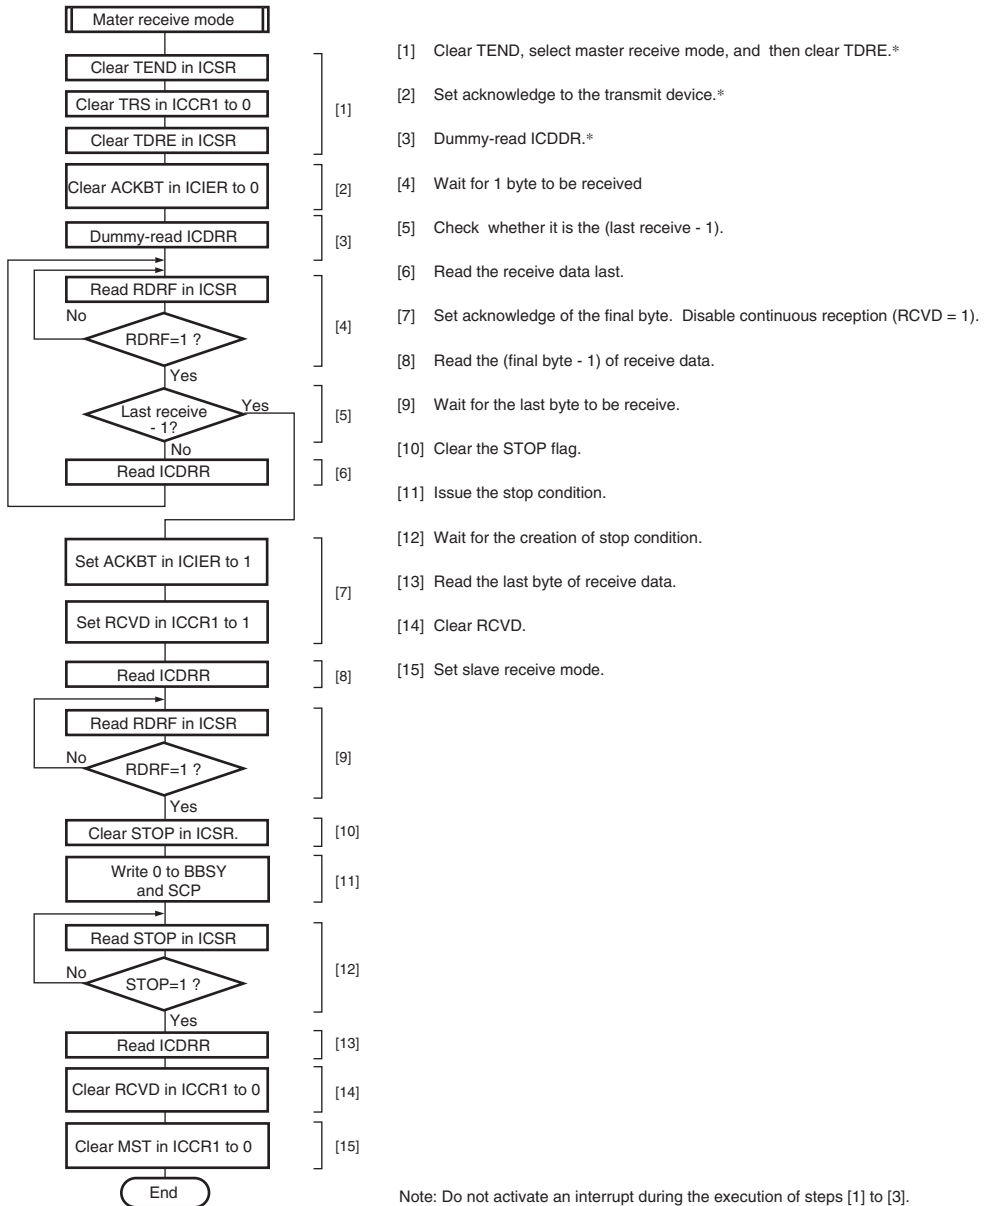 Mater receive mode
Clear TEND in ICSR
Clear TRS in ICCR1 to 0
[1]
Clear TDRE in ICSR
Clear ACKBT in ICIER to 0
[2]
Dummy-read ICDRR
[3]
Read RDRF in ICSR
No
RDRF=1 ?
[4]
Yes
Last receive
- 1?
Yes
[5]
No
Read ICDRR
[6]
Set ACKBT in ICIER to 1
[7]
Set RCVD in ICCR1 to 1
Read ICDRR
[8]
Read RDRF in ICSR
No
RDRF=1 ?
[9]
Yes
Clear STOP in ICSR.
[10]
Write 0 to BBSY
and SCP
[11]
Read STOP in ICSR
No
STOP=1 ?
[12]
Yes
Read ICDRR
[13]
Clear RCVD in ICCR1 to 0
[14]
Clear MST in ICCR1 to 0
[15]
End
[1] Clear TEND, select master receive mode, and then clear TDRE.*
[2] Set acknowledge to the transmit device.*
[3] Dummy-read ICDDR.*
[4] Wait for 1 byte to be received
[5] Check whether it is the (last receive - 1).
[6] Read the receive data last.
[7] Set acknowledge of the final byte. Disable continuous reception (RCVD = 1).
[8] Read the (final byte - 1) of receive data.
[9] Wait for the last byte to be receive.
[10] Clear the STOP flag.
[11] Issue the stop condition.
[12] Wait for the creation of stop condition.
[13] Read the last byte of receive data.
[14] Clear RCVD.
[15] Set slave receive mode.
Note: Do not activate an interrupt during the execution of steps [1] to [3].